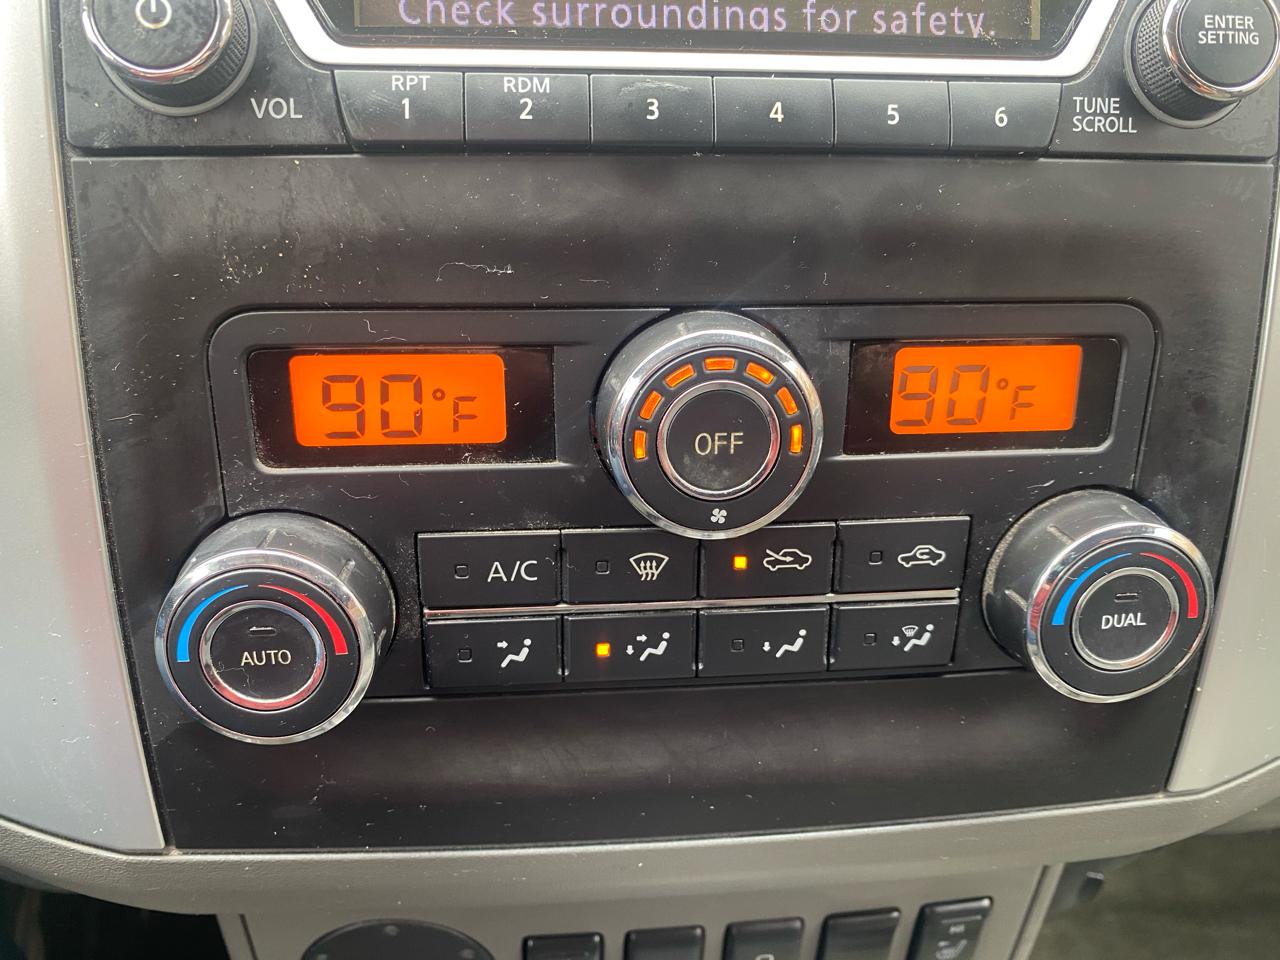 Check surroundings for safety.
ENTER
SETTING
VOL
RPT
1
RDM
2
3
4
5
6
TUNE
SCROLL
90°F
OFF
90°F
A/C
AUTO
DUAL